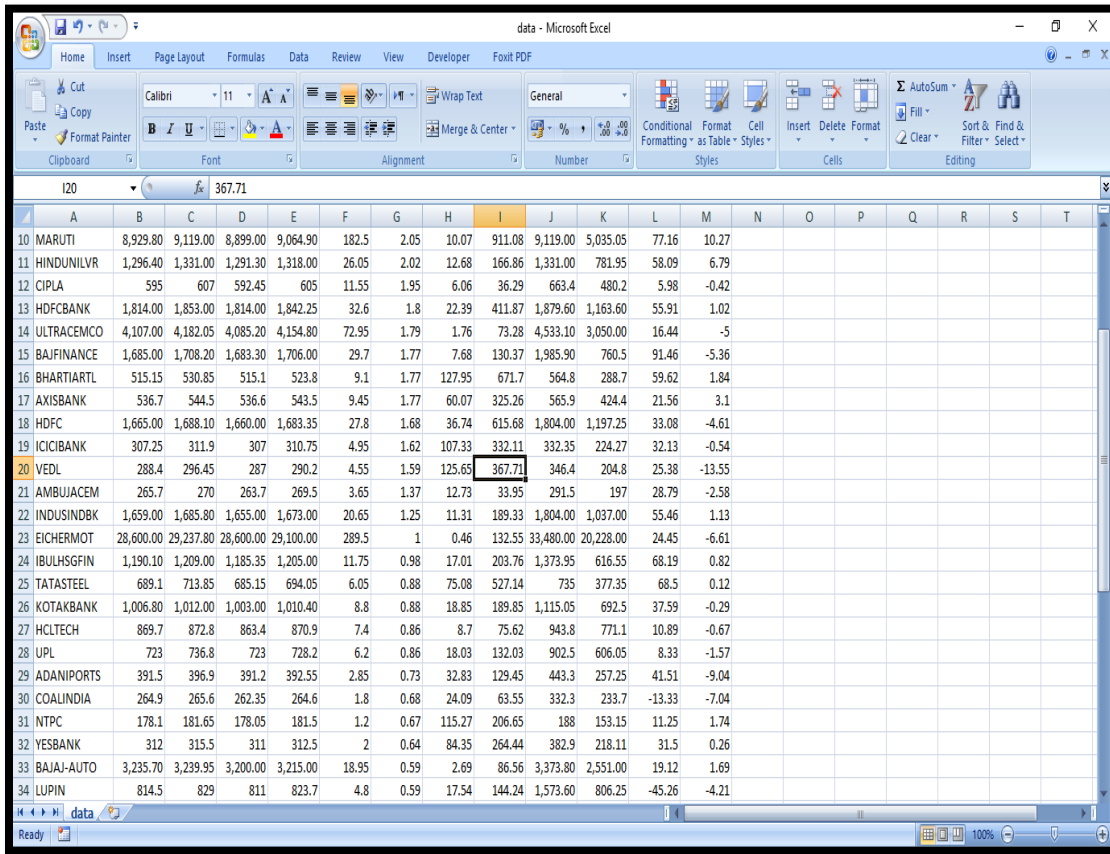 data - Microsoft Excel
Home Insert Page Layout Formulas Data Review View Developer Foxit PDF
Cut
Copy
Paste
Format Painter
Calibri 11 A A
B I U A
Wrap Text
Merge & Center
General
% , .0 .00 .00 .0
Conditional Formatting Format as Table Cell Styles
Insert Delete Format
Σ AutoSum
Fill
Clear
Sort & Filter Find & Select
Clipboard Font Alignment Number Styles Cells Editing
I20 fx 367.71
A B C D E F G H I J K L M N O P Q R S T
10 MARUTI 8,929.80 9,119.00 8,899.00 9,064.90 182.5 2.05 10.07 911.08 9,119.00 5,035.05 77.16 10.27
11 HINDUNILVR 1,296.40 1,331.00 1,291.30 1,318.00 26.05 2.02 12.68 166.86 1,331.00 781.95 58.09 6.79
12 CIPLA 595 607 592.45 605 11.55 1.95 6.06 36.29 663.4 480.2 5.98 -0.42
13 HDFCBANK 1,814.00 1,853.00 1,814.00 1,842.25 32.6 1.8 22.39 411.87 1,879.60 1,163.60 55.91 1.02
14 ULTRACEMCO 4,107.00 4,182.05 4,085.20 4,154.80 72.95 1.79 1.76 73.28 4,533.10 3,050.00 16.44 -5
15 BAJFINANCE 1,685.00 1,708.20 1,683.30 1,706.00 29.7 1.77 7.68 130.37 1,985.90 760.5 91.46 -5.36
16 BHARTIARTL 515.15 530.85 515.1 523.8 9.1 1.77 127.95 671.7 564.8 288.7 59.62 1.84
17 AXISBANK 536.7 544.5 536.6 543.5 9.45 1.77 60.07 325.26 565.9 424.4 21.56 3.1
18 HDFC 1,665.00 1,688.10 1,660.00 1,683.35 27.8 1.68 36.74 615.68 1,804.00 1,197.25 33.08 -4.61
19 ICICIBANK 307.25 311.9 307 310.75 4.95 1.62 107.33 332.11 332.35 224.27 32.13 -0.54
20 VEDL 288.4 296.45 287 290.2 4.55 1.59 125.65 367.71 346.4 204.8 25.38 -13.55
21 AMBUJACEM 265.7 270 263.7 269.5 3.65 1.37 12.73 33.95 291.5 197 28.79 -2.58
22 INDUSINDBK 1,659.00 1,685.80 1,655.00 1,673.00 20.65 1.25 11.31 189.33 1,804.00 1,037.00 55.46 1.13
23 EICHERMOT 28,600.00 29,237.80 28,600.00 29,100.00 289.5 1 0.46 132.55 33,480.00 20,228.00 24.45 -6.61
24 IBULHSGFIN 1,190.10 1,209.00 1,185.35 1,205.00 11.75 0.98 17.01 203.76 1,373.95 616.55 68.19 0.82
25 TATASTEEL 689.1 713.85 685.15 694.05 6.05 0.88 75.08 527.14 735 377.35 68.5 0.12
26 KOTAKBANK 1,006.80 1,012.00 1,003.00 1,010.40 8.8 0.88 18.85 189.85 1,115.05 692.5 37.59 -0.29
27 HCLTECH 869.7 872.8 863.4 870.9 7.4 0.86 8.7 75.62 943.8 771.1 10.89 -0.67
28 UPL 723 736.8 723 728.2 6.2 0.86 18.03 132.03 902.5 606.05 8.33 -1.57
29 ADANIPORTS 391.5 396.9 391.2 392.55 2.85 0.73 32.83 129.45 443.3 257.25 41.51 -9.04
30 COALINDIA 264.9 265.6 262.35 264.6 1.8 0.68 24.09 63.55 332.3 233.7 -13.33 -7.04
31 NTPC 178.1 181.65 178.05 181.5 1.2 0.67 115.27 206.65 188 153.15 11.25 1.74
32 YESBANK 312 315.5 311 312.5 2 0.64 84.35 264.44 382.9 218.11 31.5 0.26
33 BAJAJ-AUTO 3,235.70 3,239.95 3,200.00 3,215.00 18.95 0.59 2.69 86.56 3,373.80 2,551.00 19.12 1.69
34 LUPIN 814.5 829 811 823.7 4.8 0.59 17.54 144.24 1,573.60 806.25 -45.26 -4.21
data
Ready 100%